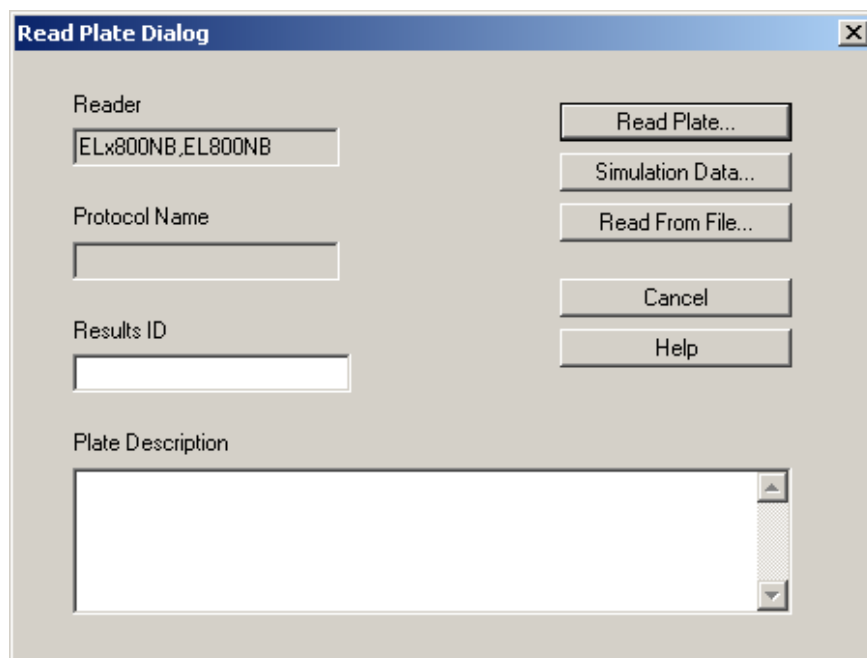 Read Plate Dialog
Reader
ELx800NB,EL800NB
Protocol Name
Results ID
Plate Description
Read Plate...
Simulation Data...
Read From File...
Cancel
Help